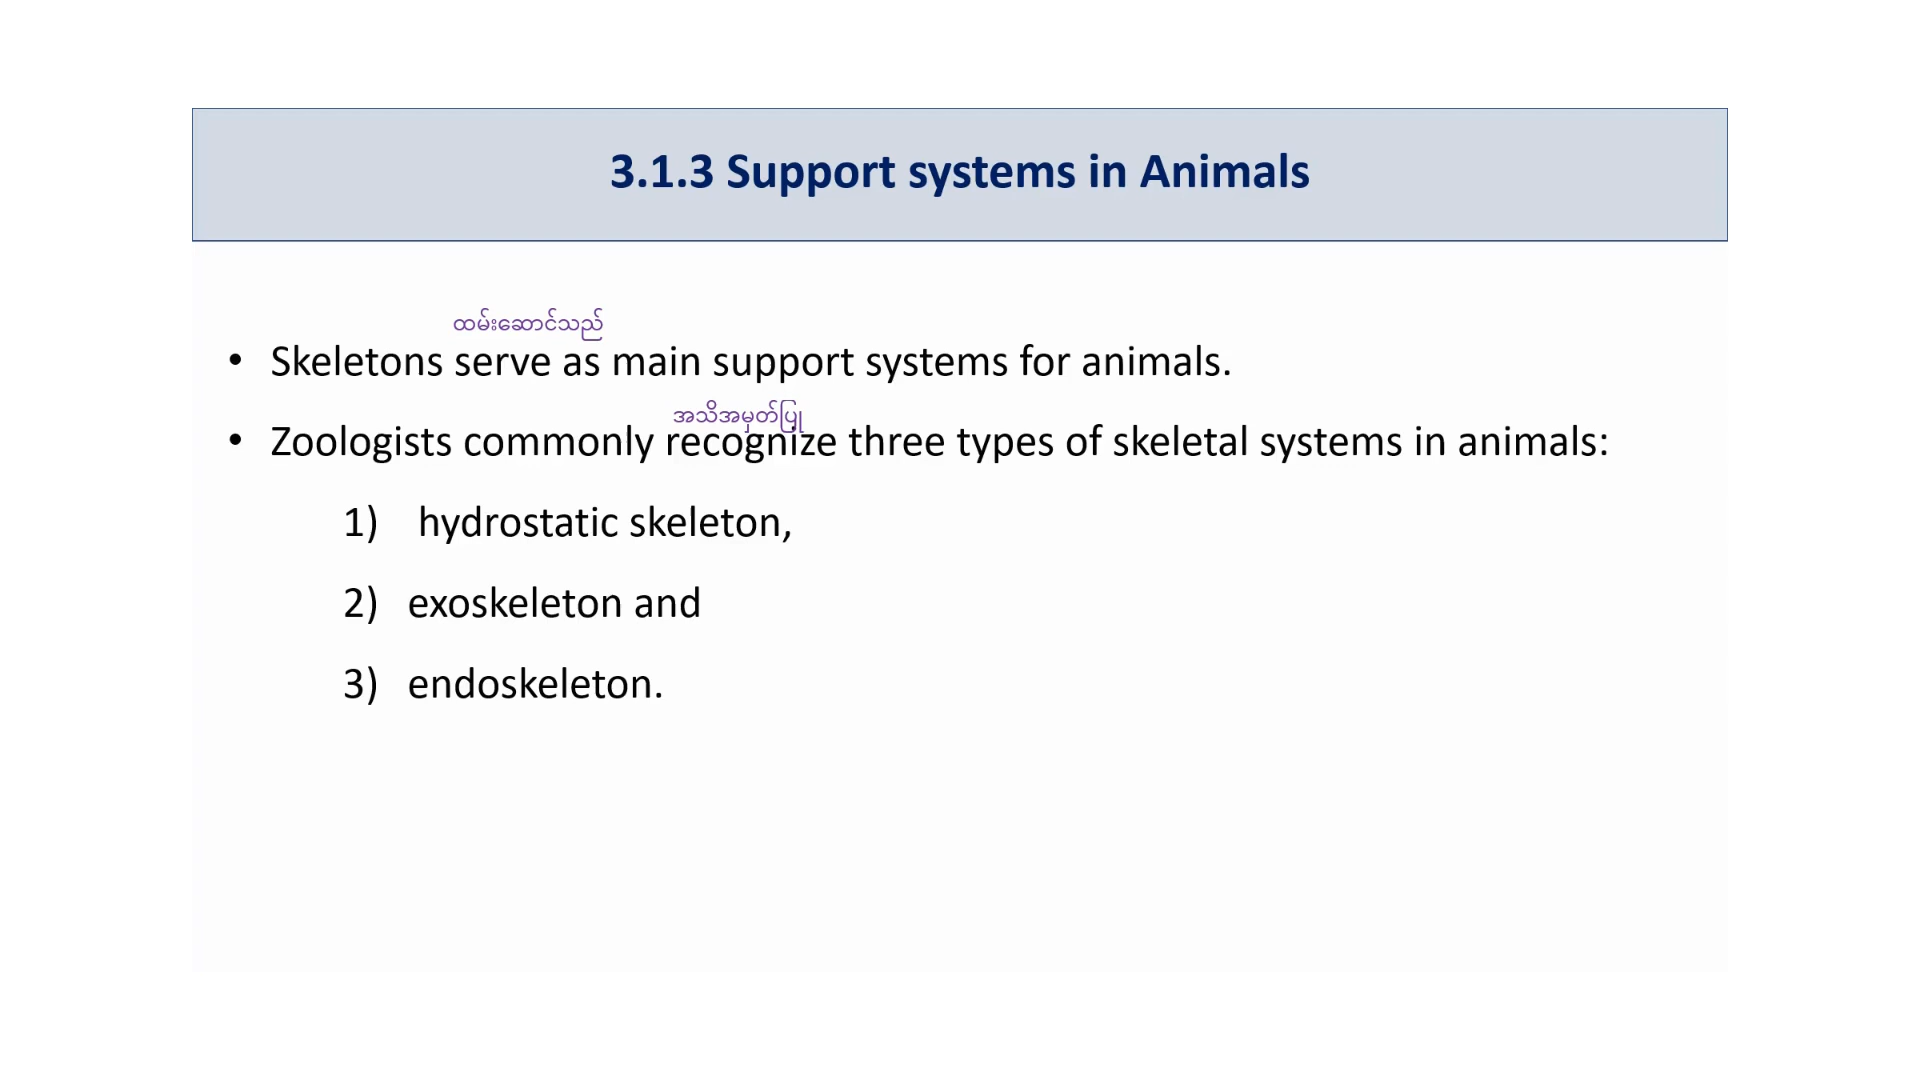 3.1.3 Support systems in Animals
ထမ်းဆောင်သည်
• Skeletons serve as main support systems for animals.
အသိအမှတ်ပြု
• Zoologists commonly recognize three types of skeletal systems in animals:
1) hydrostatic skeleton,
2) exoskeleton and
3) endoskeleton.